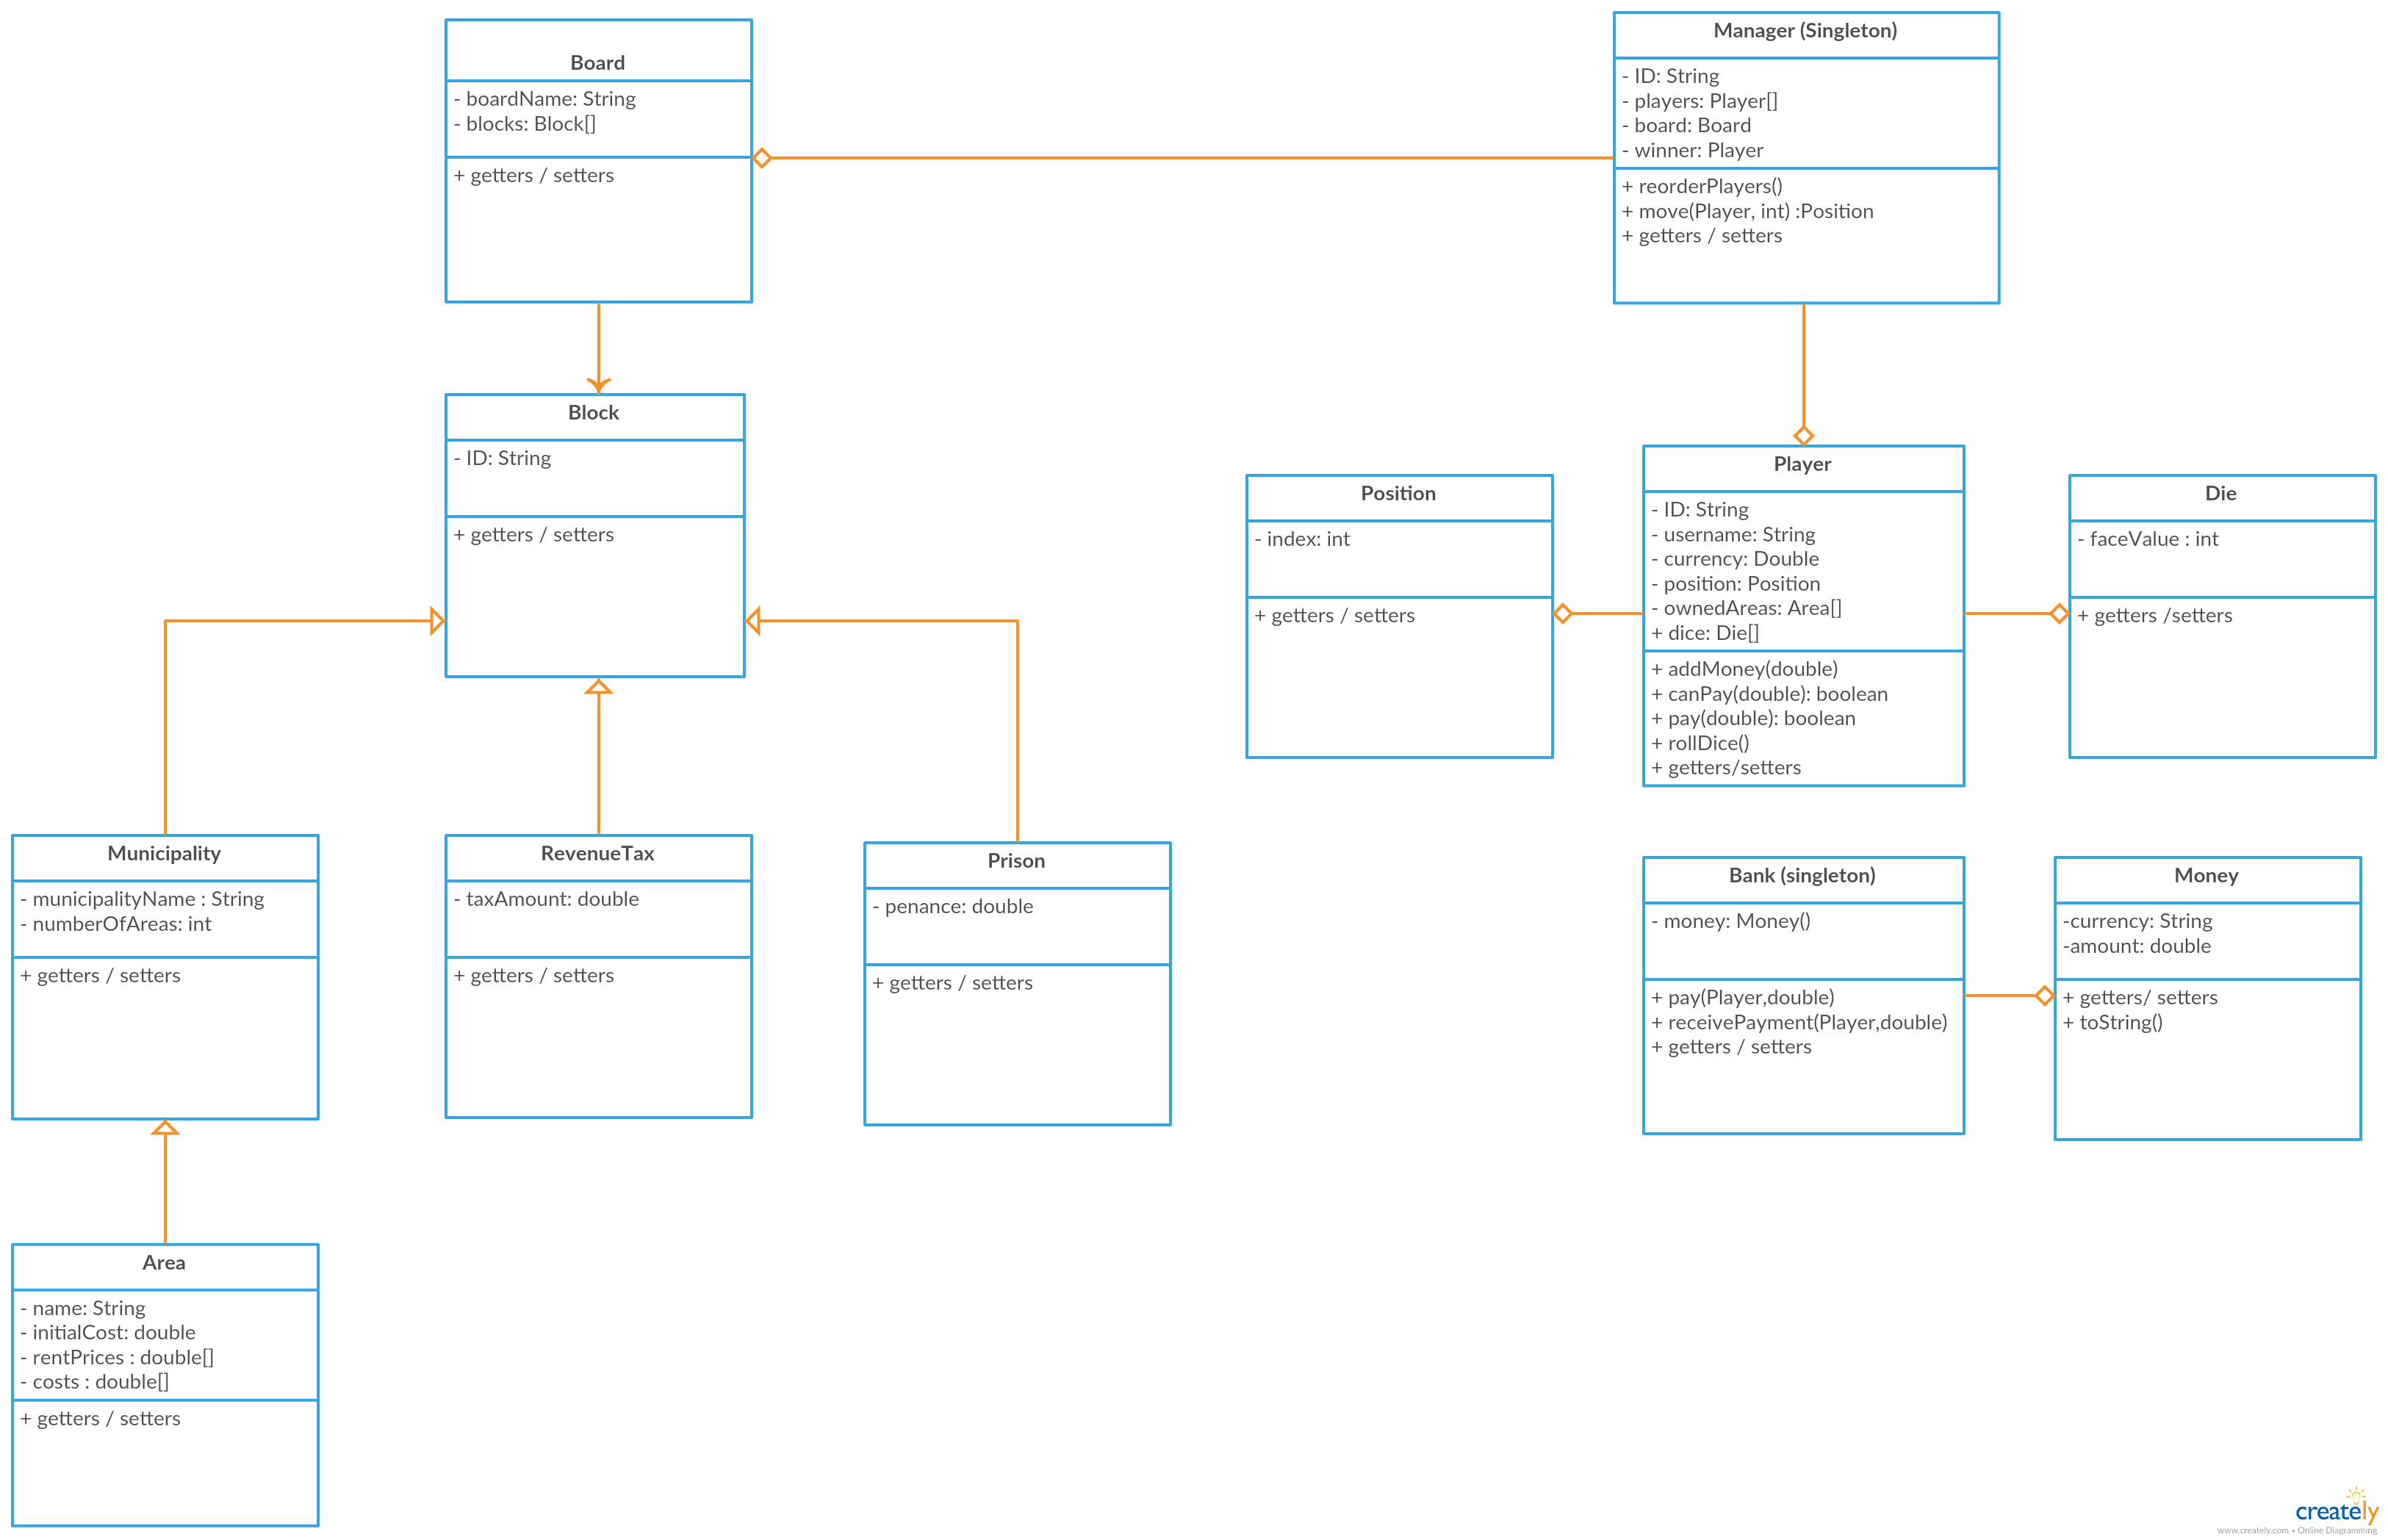 Board
- boardName: String
- blocks: Block[]
+ getters / setters
Manager (Singleton)
- ID: String
- players: Player[]
- board: Board
- winner: Player
+ reorderPlayers()
+ move(Player, int) :Position
+ getters / setters
Block
- ID: String
+ getters / setters
Position
- index: int
+ getters / setters
Player
- ID: String
- username: String
- currency: Double
- position: Position
- ownedAreas: Area[]
+ dice: Die[]
+ addMoney(double)
+ canPay(double): boolean
+ pay(double): boolean
+ rollDice()
+ getters/setters
Die
- faceValue : int
+ getters /setters
Municipality
- municipalityName : String
- numberOfAreas: int
+ getters / setters
RevenueTax
- taxAmount: double
+ getters / setters
Prison
- penance: double
+ getters / setters
Bank (singleton)
- money: Money()
+ pay(Player,double)
+ receivePayment(Player,double)
+ getters / setters
Money
-currency: String
-amount: double
+ getters/ setters
+ toString()
Area
- name: String
- initialCost: double
- rentPrices : double[]
- costs : double[]
+ getters / setters
creately
www.creately.com • Online Diagramming